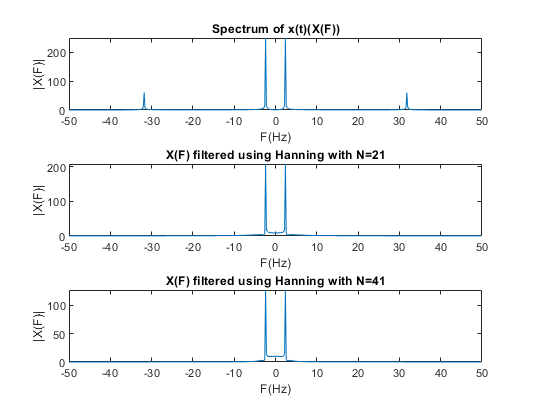 Spectrum of x(t)(X(F))
200
100
0
|X(F)|
-50 -40 -30 -20 -10 0 10 20 30 40 50
F(Hz)
X(F) filtered using Hanning with N=21
200
100
0
|X(F)|
-50 -40 -30 -20 -10 0 10 20 30 40 50
F(Hz)
X(F) filtered using Hanning with N=41
100
50
0
|X(F)|
-50 -40 -30 -20 -10 0 10 20 30 40 50
F(Hz)